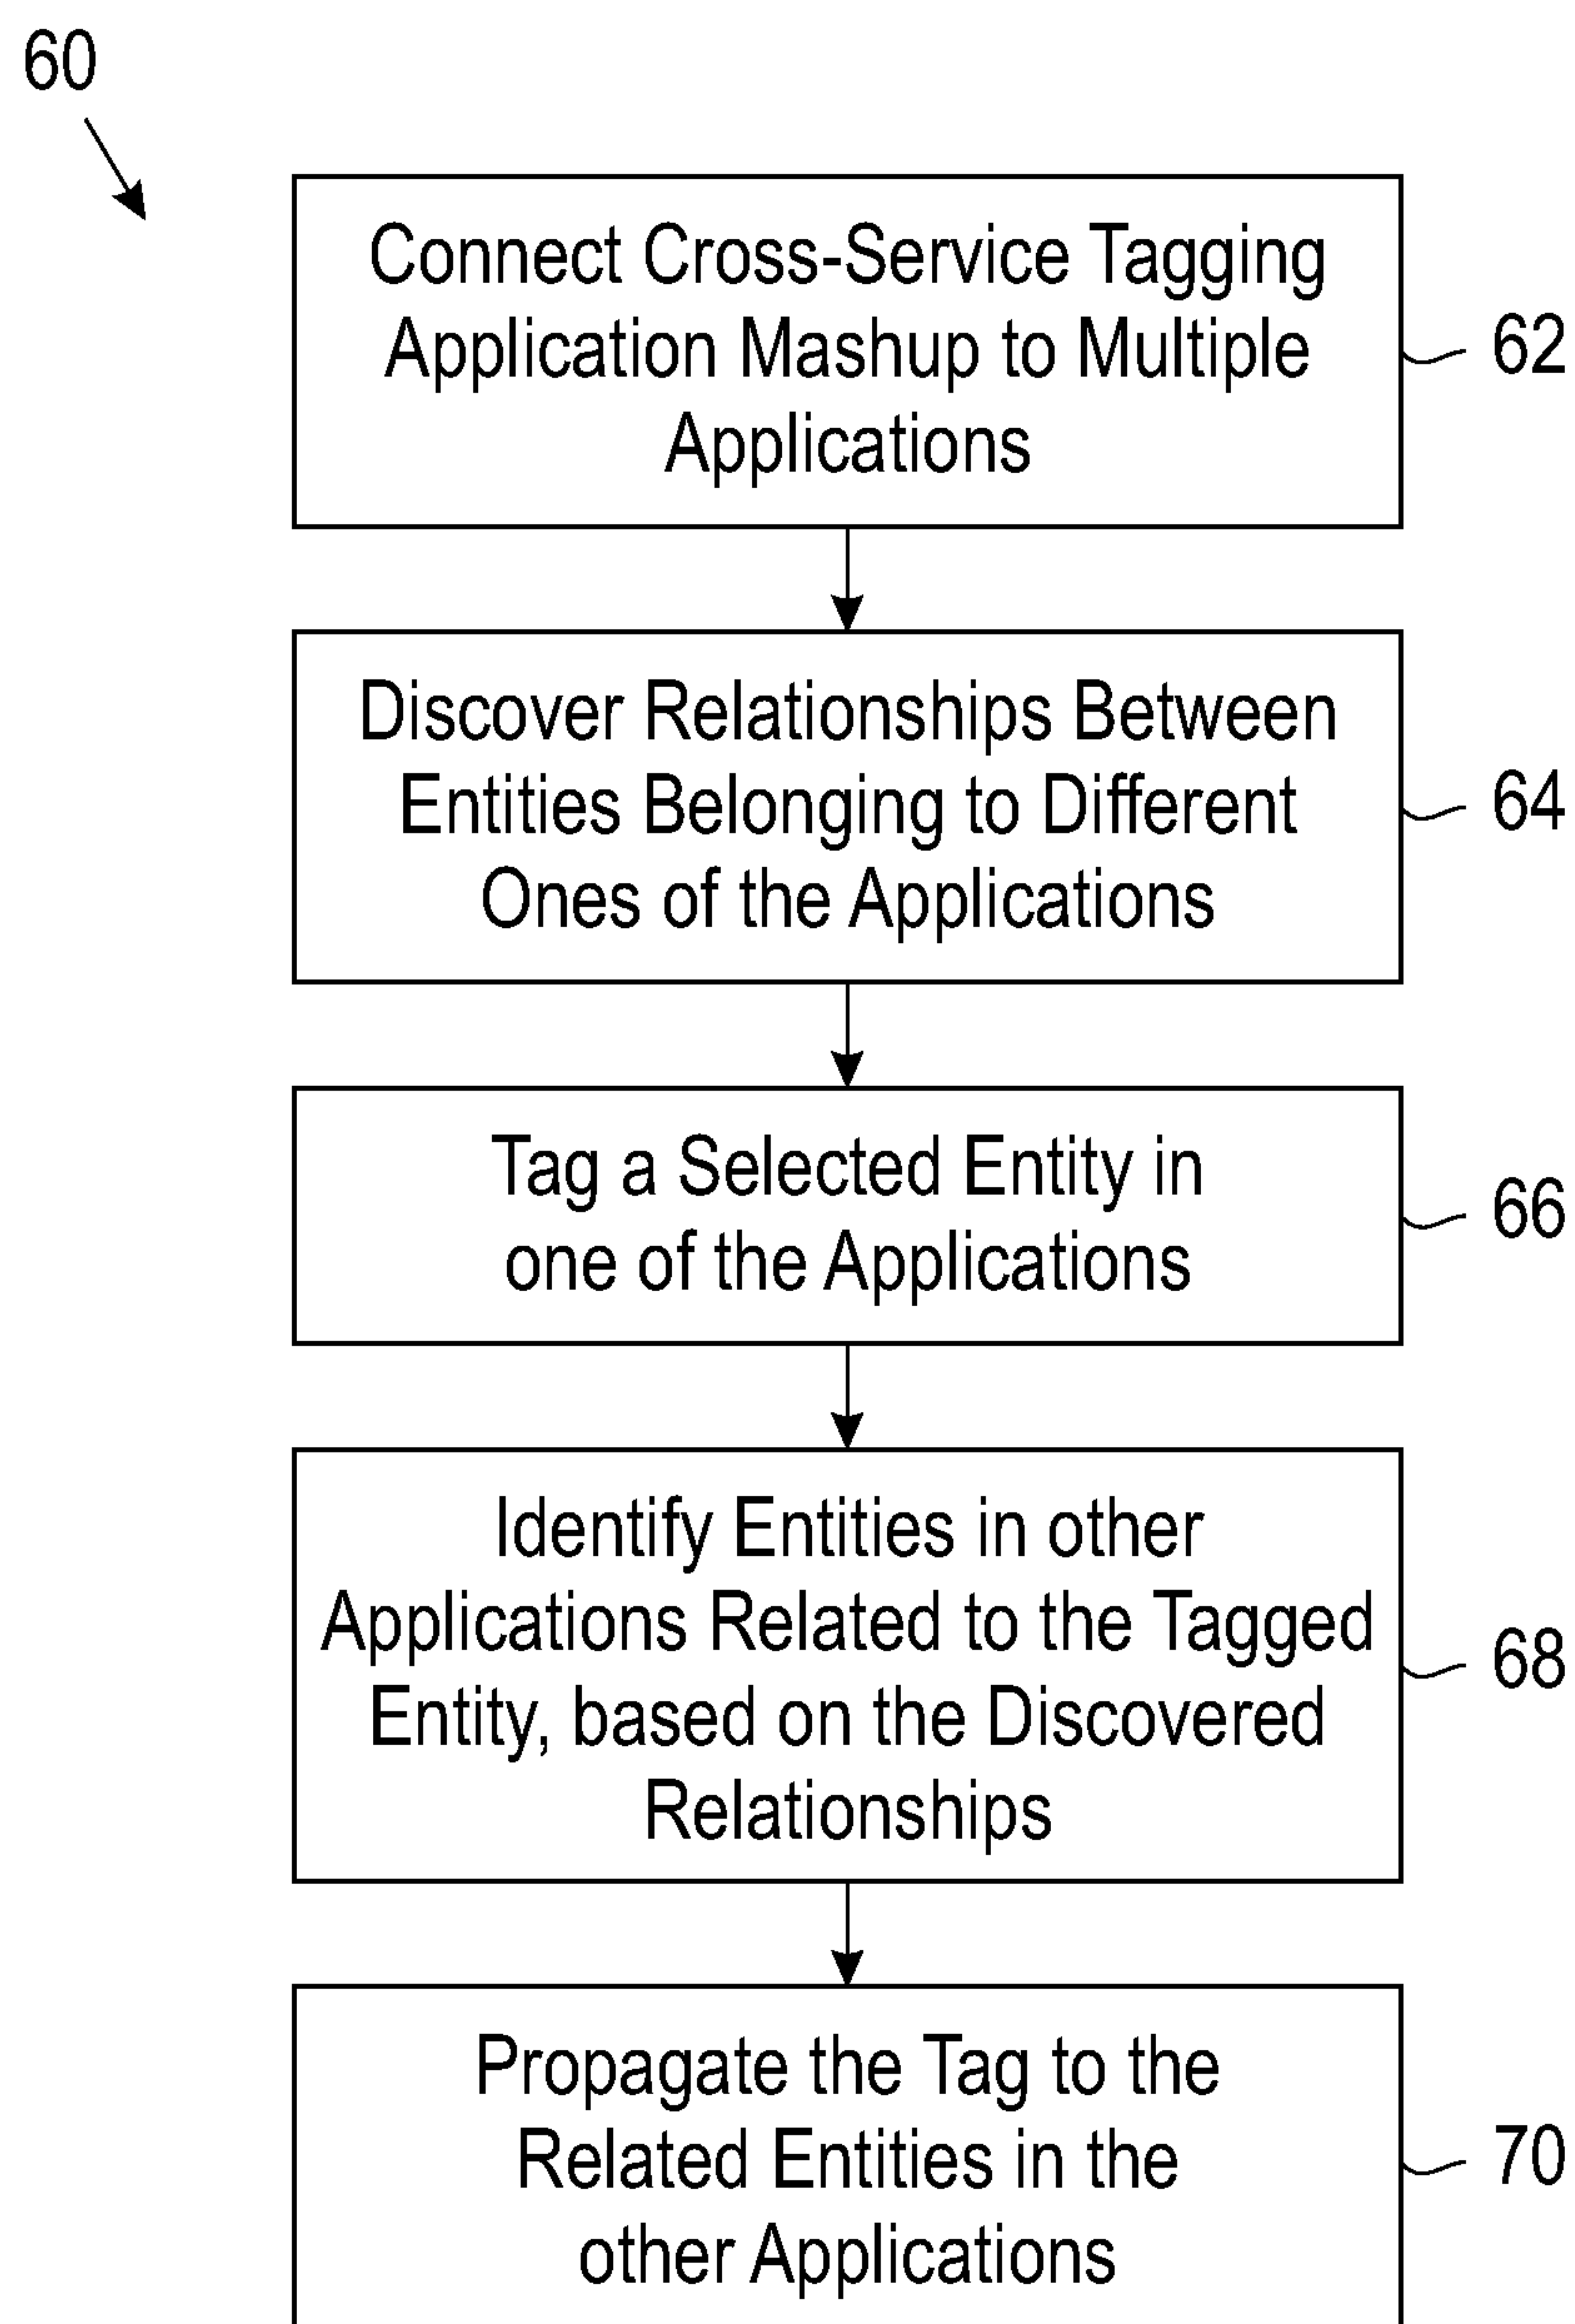 60
Connect Cross-Service Tagging
Application Mashup to Multiple
Applications
62
Discover Relationships Between
Entities Belonging to Different
Ones of the Applications
64
Tag a Selected Entity in
one of the Applications
66
Identify Entities in other
Applications Related to the Tagged
Entity, based on the Discovered
Relationships
68
Propagate the Tag to the
Related Entities in the
other Applications
70